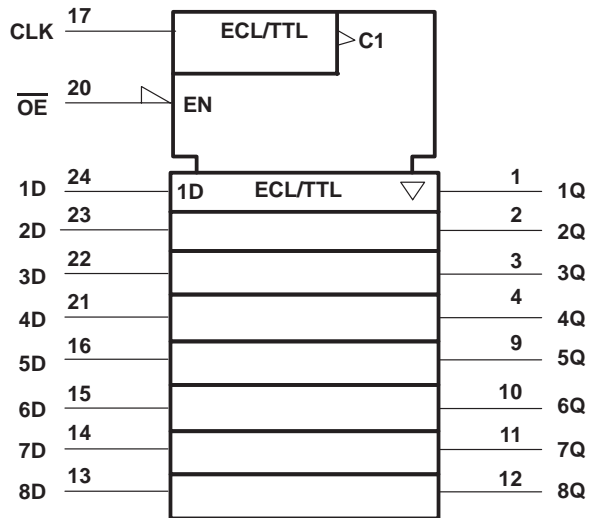 CLK 17 ECL/TTL C1
OE 20 EN
1D 24 1D ECL/TTL 1 1Q
2D 23 2 2Q
3D 22 3 3Q
4D 21 4 4Q
5D 16 9 5Q
6D 15 10 6Q
7D 14 11 7Q
8D 13 12 8Q